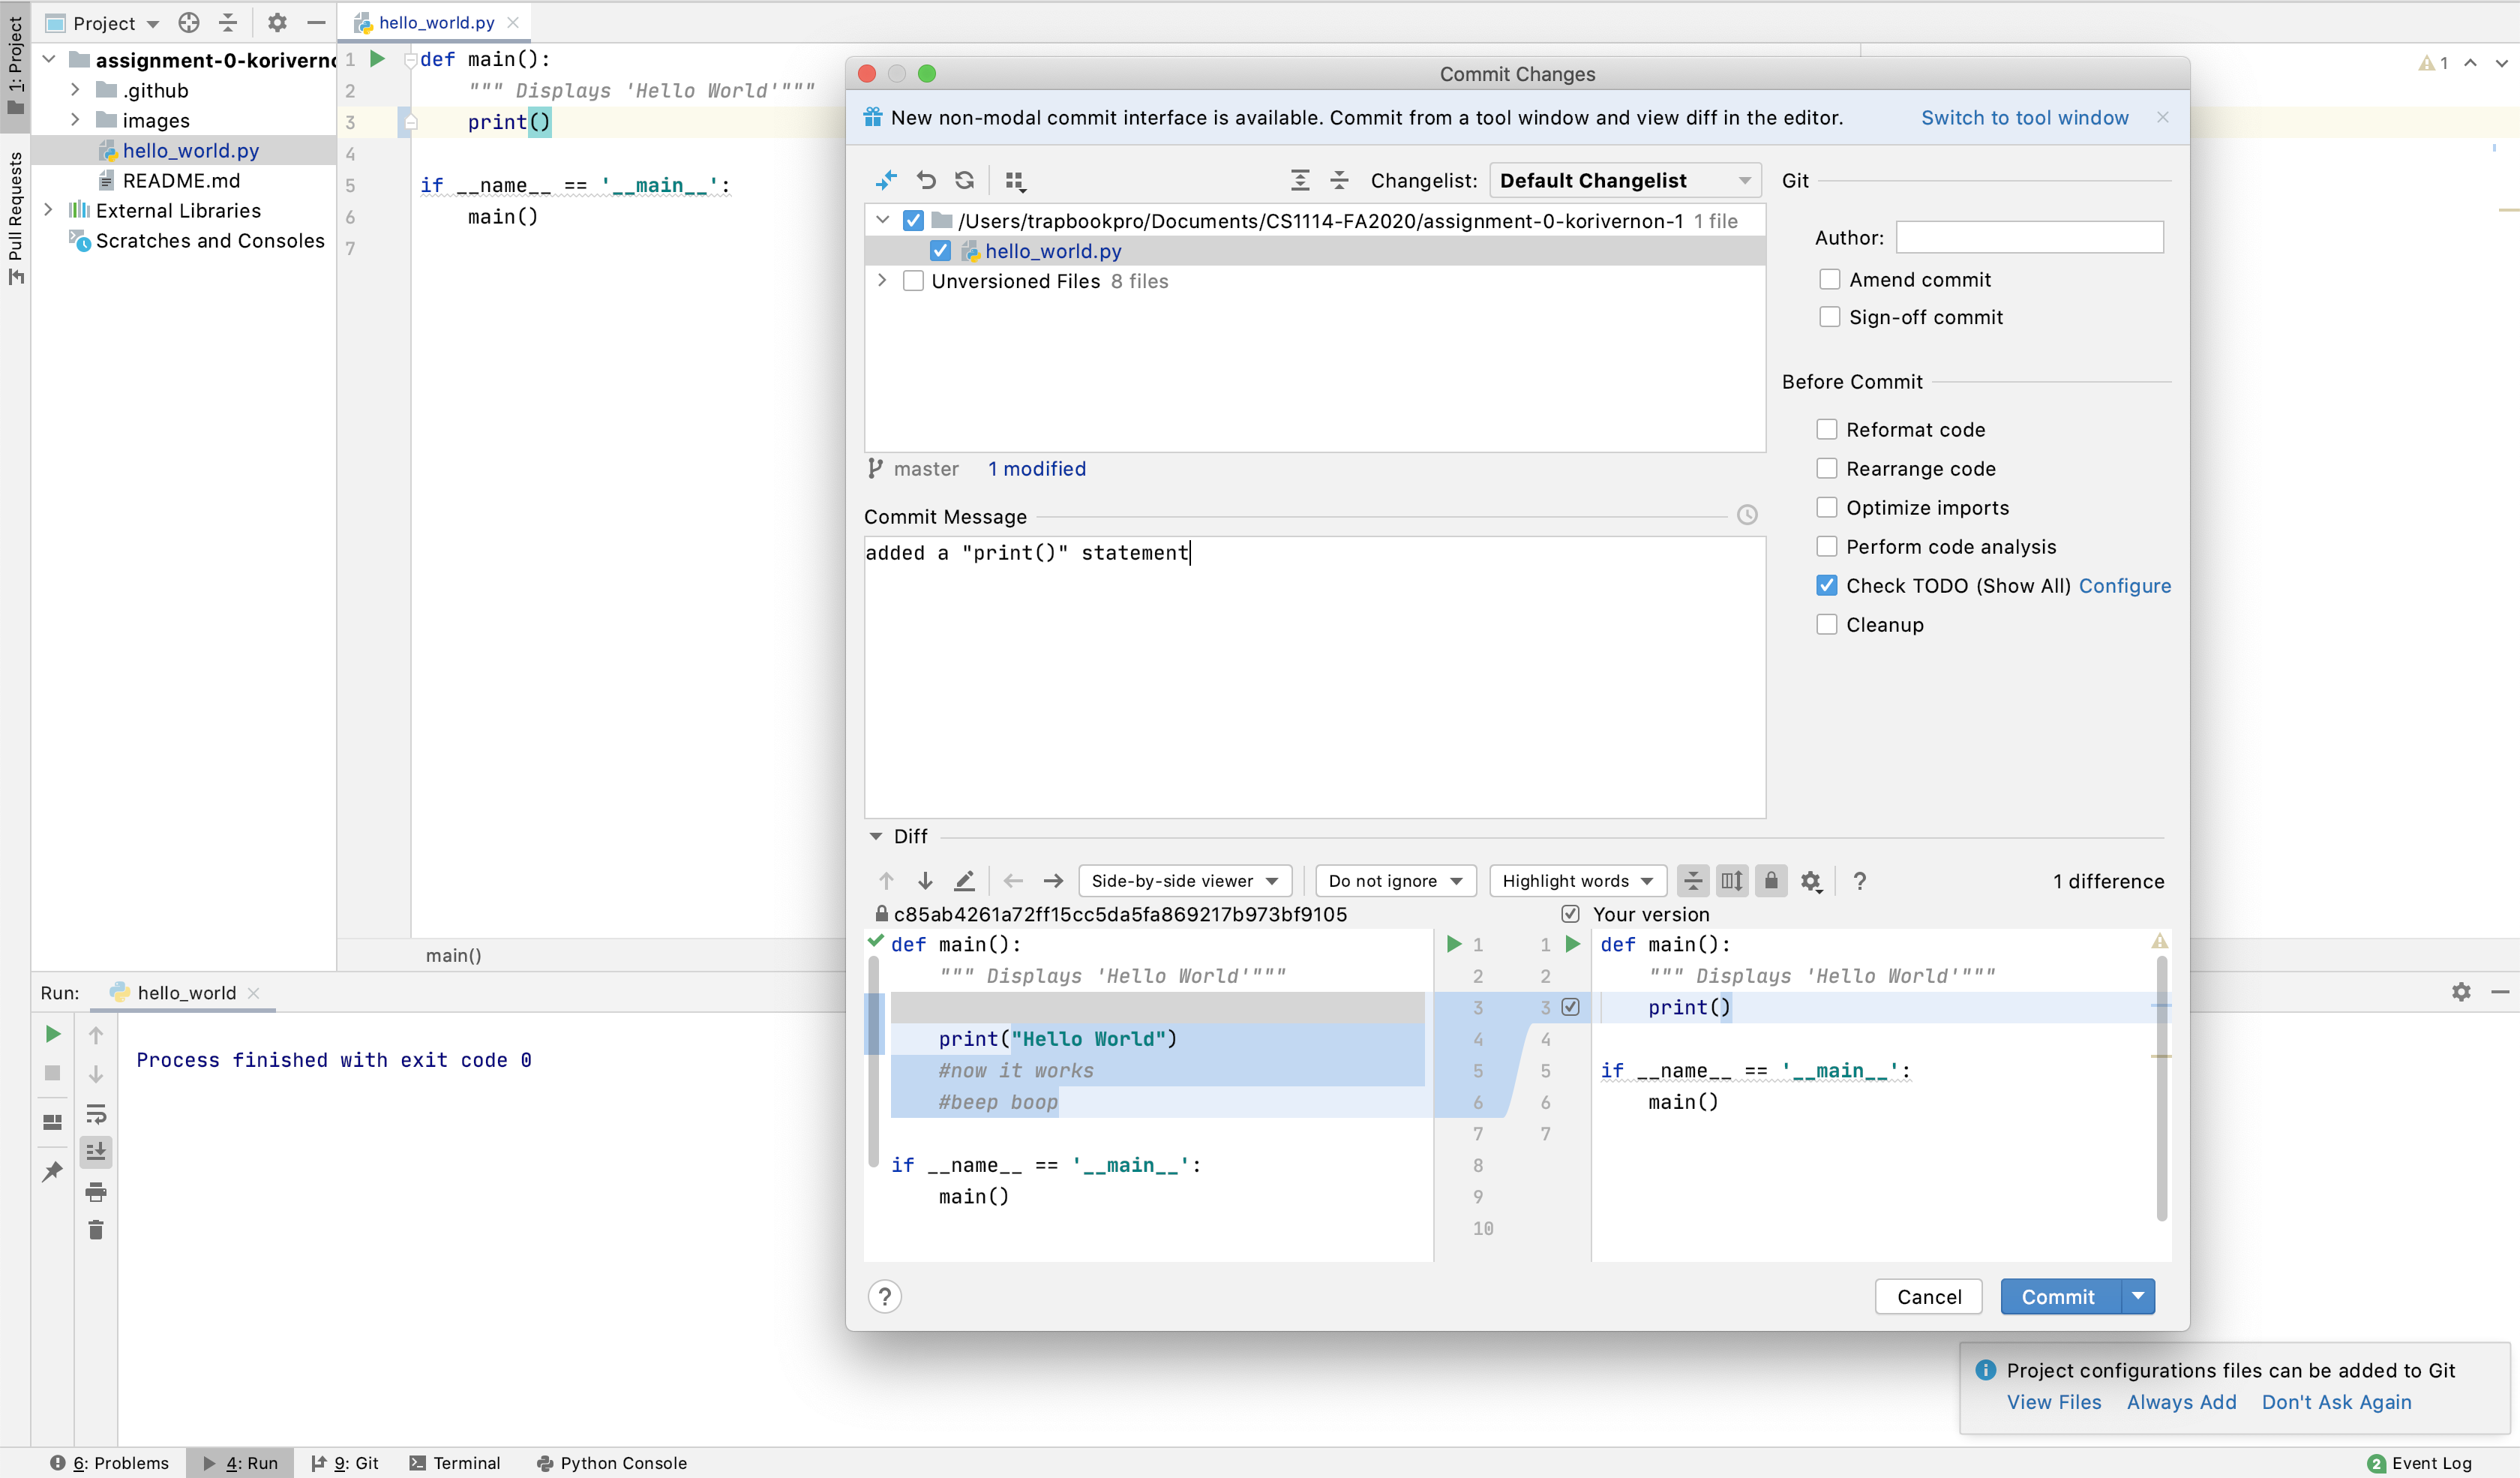 1: Project
Pull Requests
Project
hello_world.py
assignment-0-koriverno
.github
images
hello_world.py
README.md
External Libraries
Scratches and Consoles
1 def main():
2 """ Displays 'Hello World'"""
3 print()
4
5 if __name__ == '__main__':
6 main()
7
1
main()
Commit Changes
New non-modal commit interface is available. Commit from a tool window and view diff in the editor. Switch to tool window
Changelist: Default Changelist
/Users/trapbookpro/Documents/CS1114-FA2020/assignment-0-korivernon-1 1 file
hello_world.py
Unversioned Files 8 files
master 1 modified
Commit Message
added a "print()" statement
Git
Author:
Amend commit
Sign-off commit
Before Commit
Reformat code
Rearrange code
Optimize imports
Perform code analysis
Check TODO (Show All) Configure
Cleanup
Diff
Side-by-side viewer Do not ignore Highlight words ? 1 difference
c85ab4261a72ff15cc5da5fa869217b973bf9105
def main(): 1
""" Displays 'Hello World'""" 2
3
print("Hello World") 4
#now it works 5
#beep boop 6
7
if __name__ == '__main__': 8
main() 9
10
Your version
1 def main():
2 """ Displays 'Hello World'"""
3 print()
4
5 if __name__ == '__main__':
6 main()
7
?
Cancel
Commit
Run: hello_world
Process finished with exit code 0
Project configurations files can be added to Git
View Files Always Add Don't Ask Again
6: Problems 4: Run 9: Git Terminal Python Console 2 Event Log